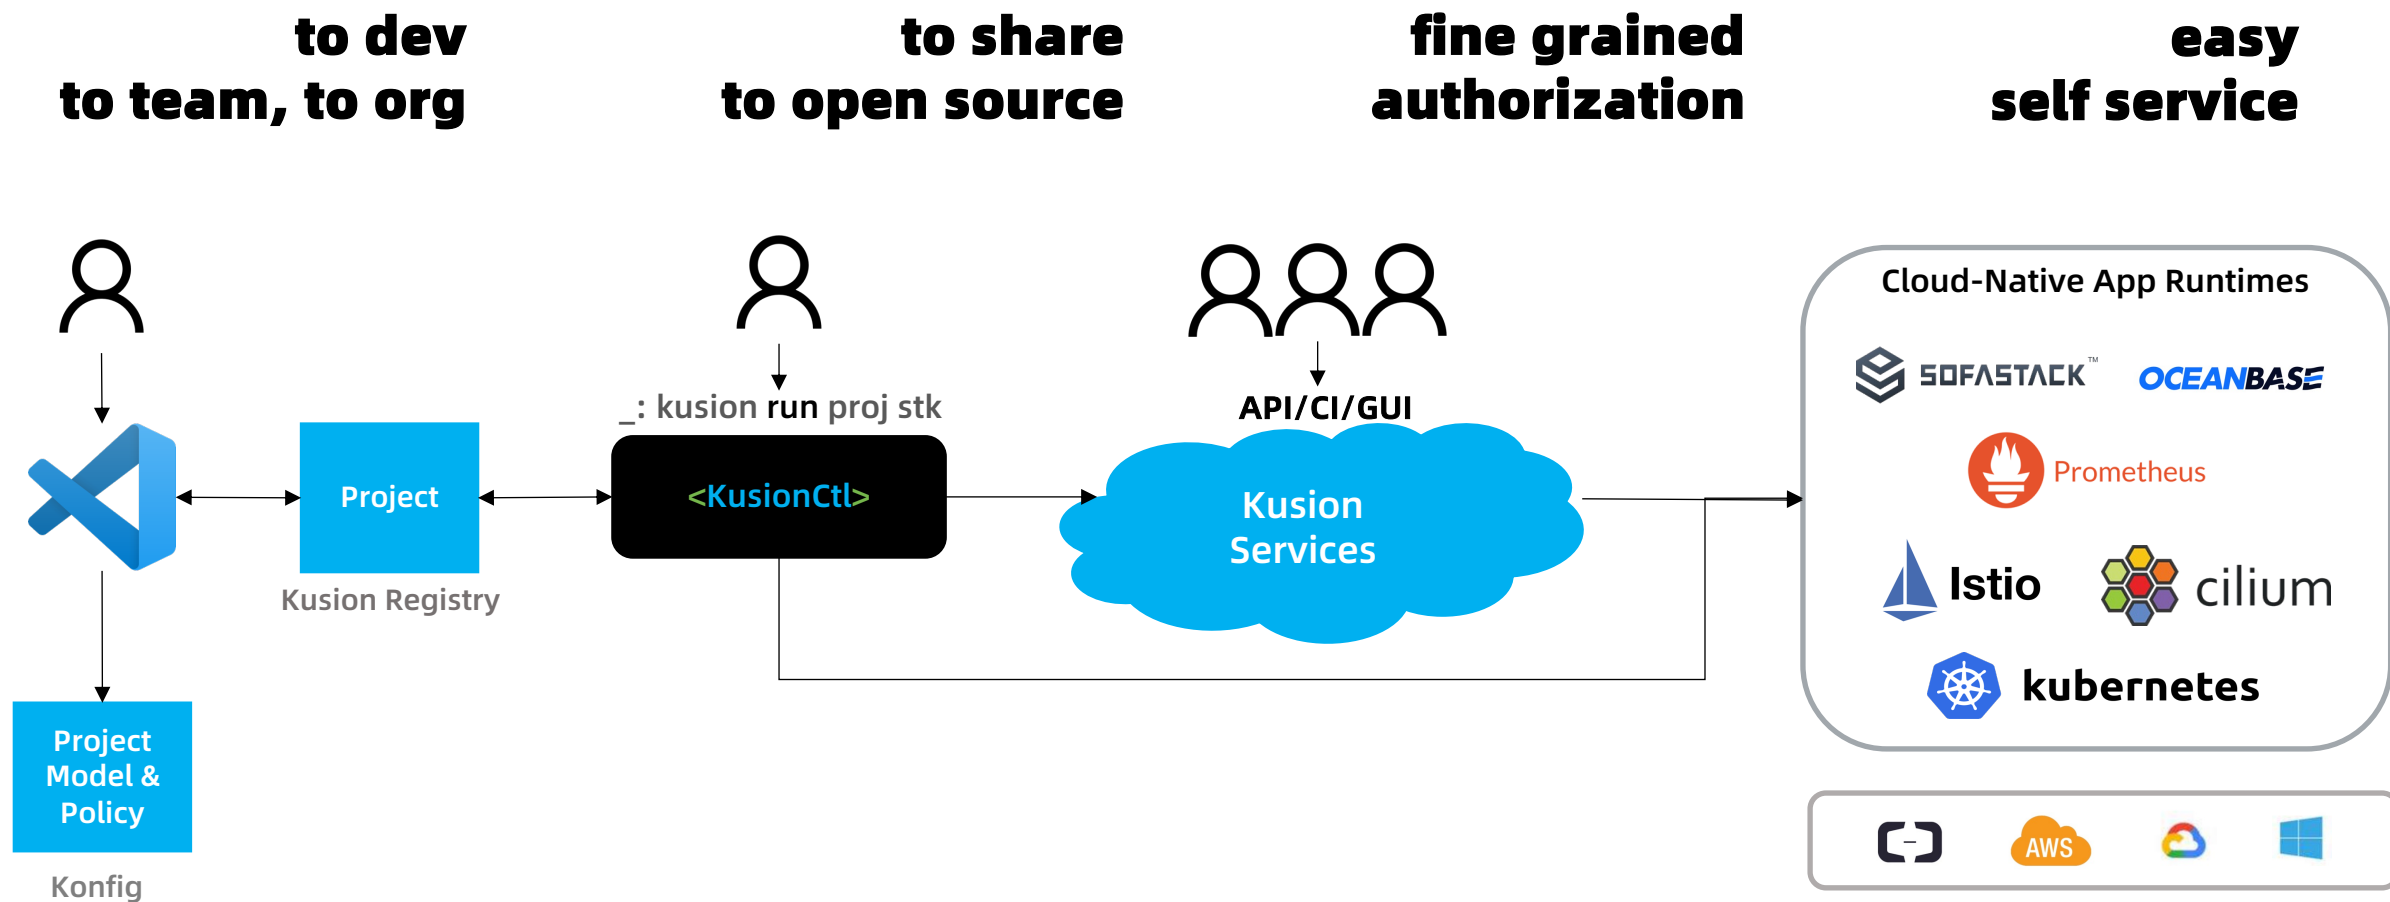 to dev
to team, to org
to share
to open source
fine grained
authorization
easy
self service
_: kusion run proj stk
API/CI/GUI
Project
Kusion Registry
<KusionCtl>
Kusion
Services
Project
Model &
Policy
Konfig
Cloud-Native App Runtimes
SOFASTACK™
OCEANBASE
Prometheus
Istio
cilium
kubernetes
AWS